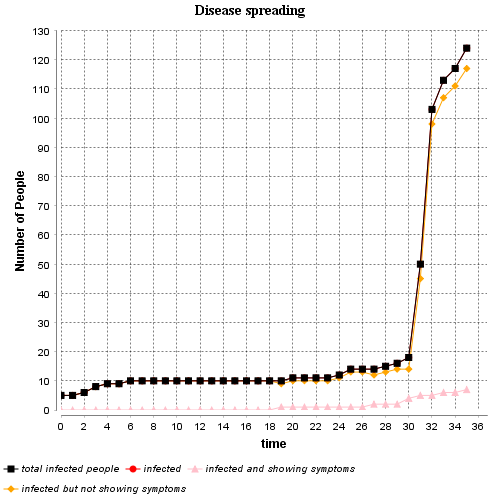 Disease spreading
130
120
110
100
90
80
70
60
50
40
30
20
10
0
Number of People
0 2 4 6 8 10 12 14 16 18 20 22 24 26 28 30 32 34 36
time
total infected people infected infected and showing symptoms
infected but not showing symptoms